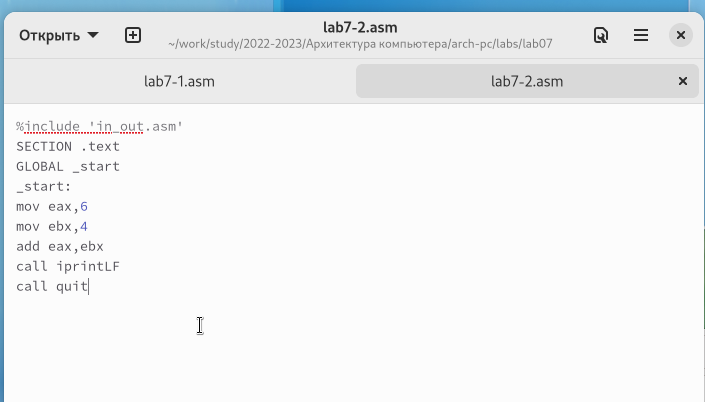 lab7-2.asm
Открыть
~/work/study/2022-2023/Архитектура компьютера/arch-pc/labs/lab07
lab7-1.asm
lab7-2.asm
%include 'in_out.asm'
SECTION .text
GLOBAL _start
_start:
mov eax,6
mov ebx,4
add eax,ebx
call iprintLF
call quit